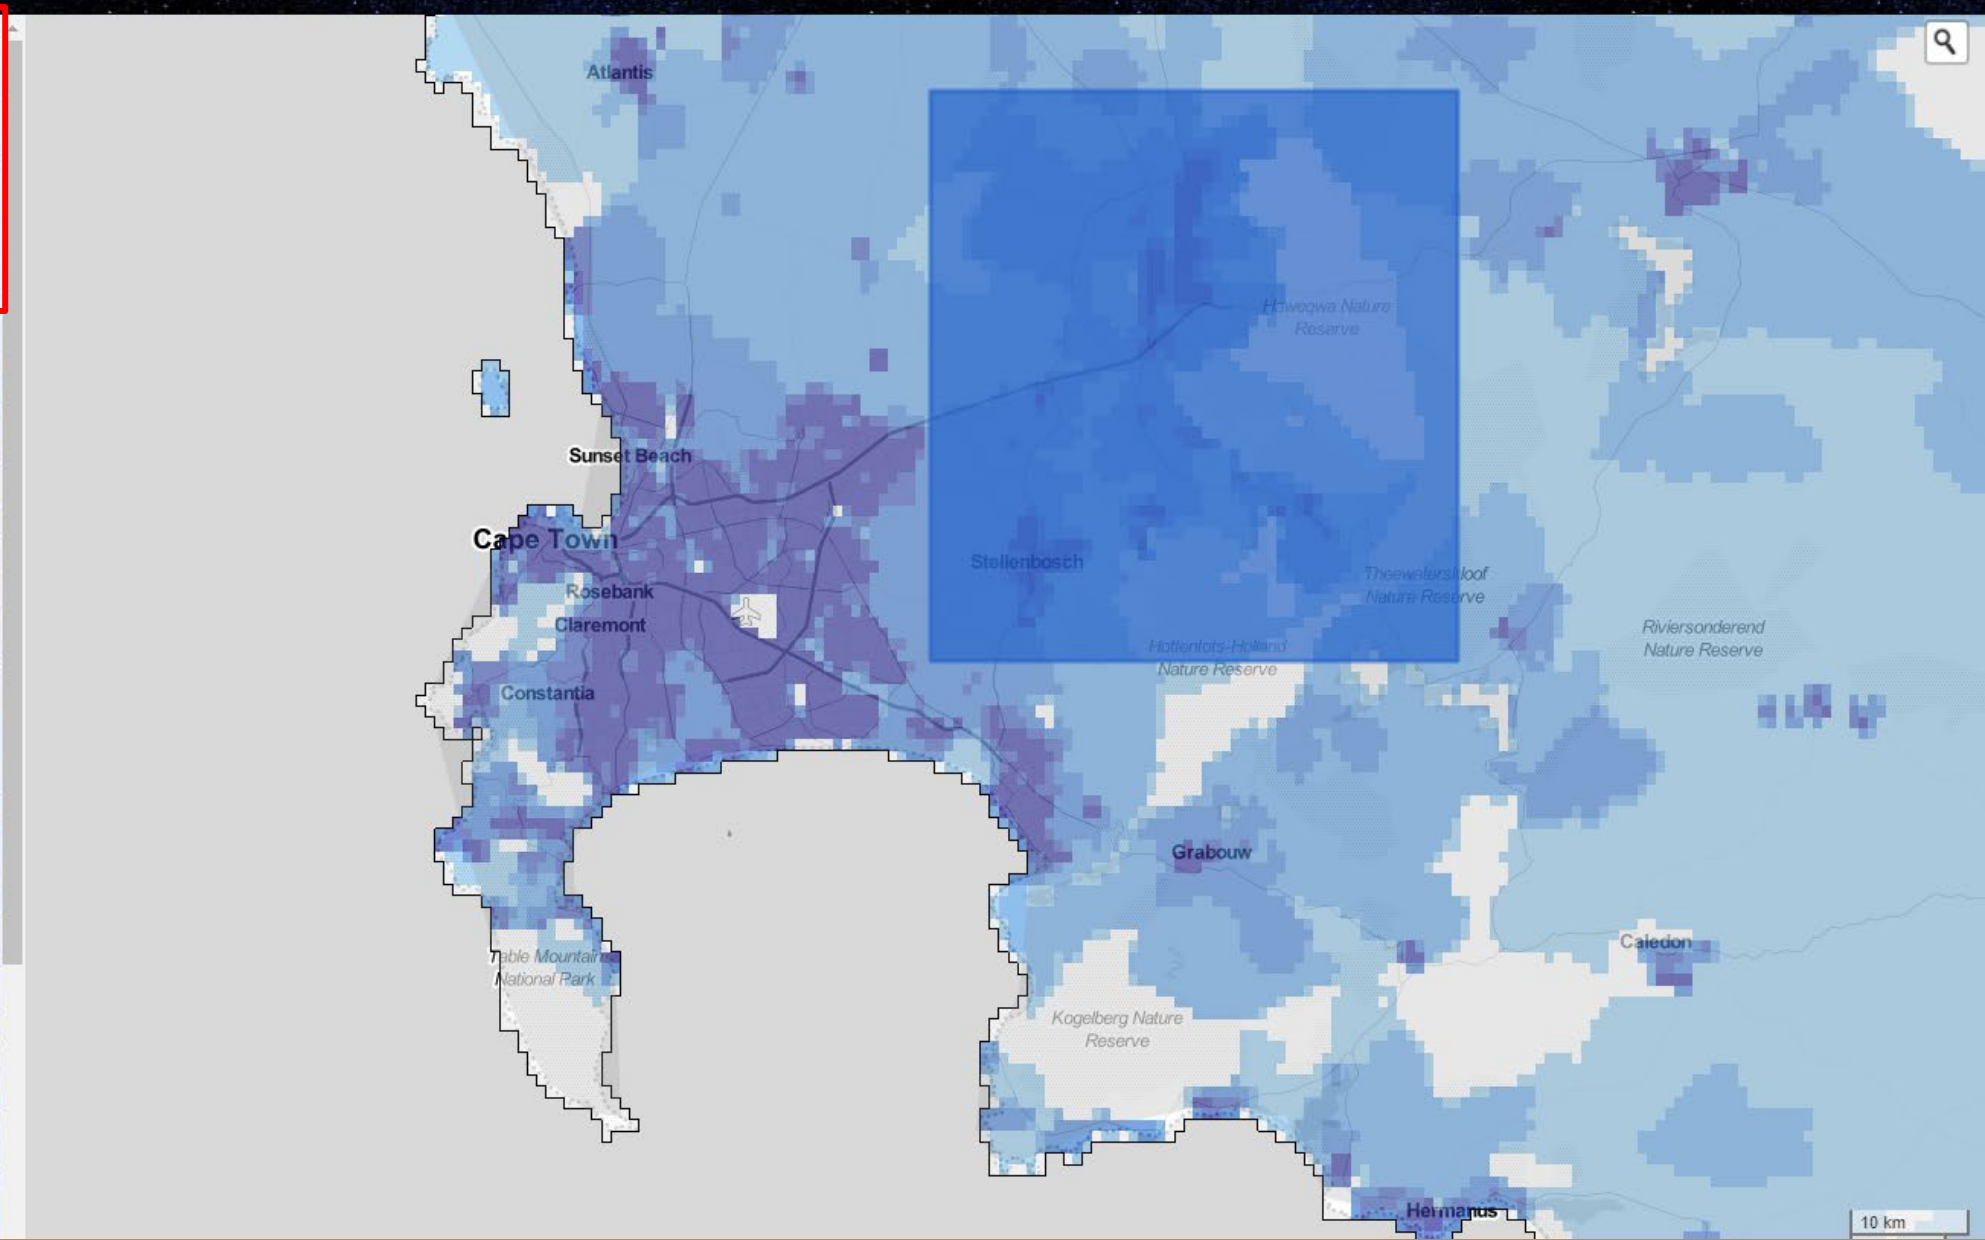 Atlantis
Haweqwa Nature
Reserve
Sunset Beach
Cape Town
Stellenbosch
Theewaterskloof
Nature Reserve
Rosebank
Claremont
Riviersonderend
Nature Reserve
Hottentots-Holland
Nature Reserve
Constantia
Grabouw
Caledon
Table Mountain
National Park
Kogelberg Nature
Reserve
Hermanus
10 km